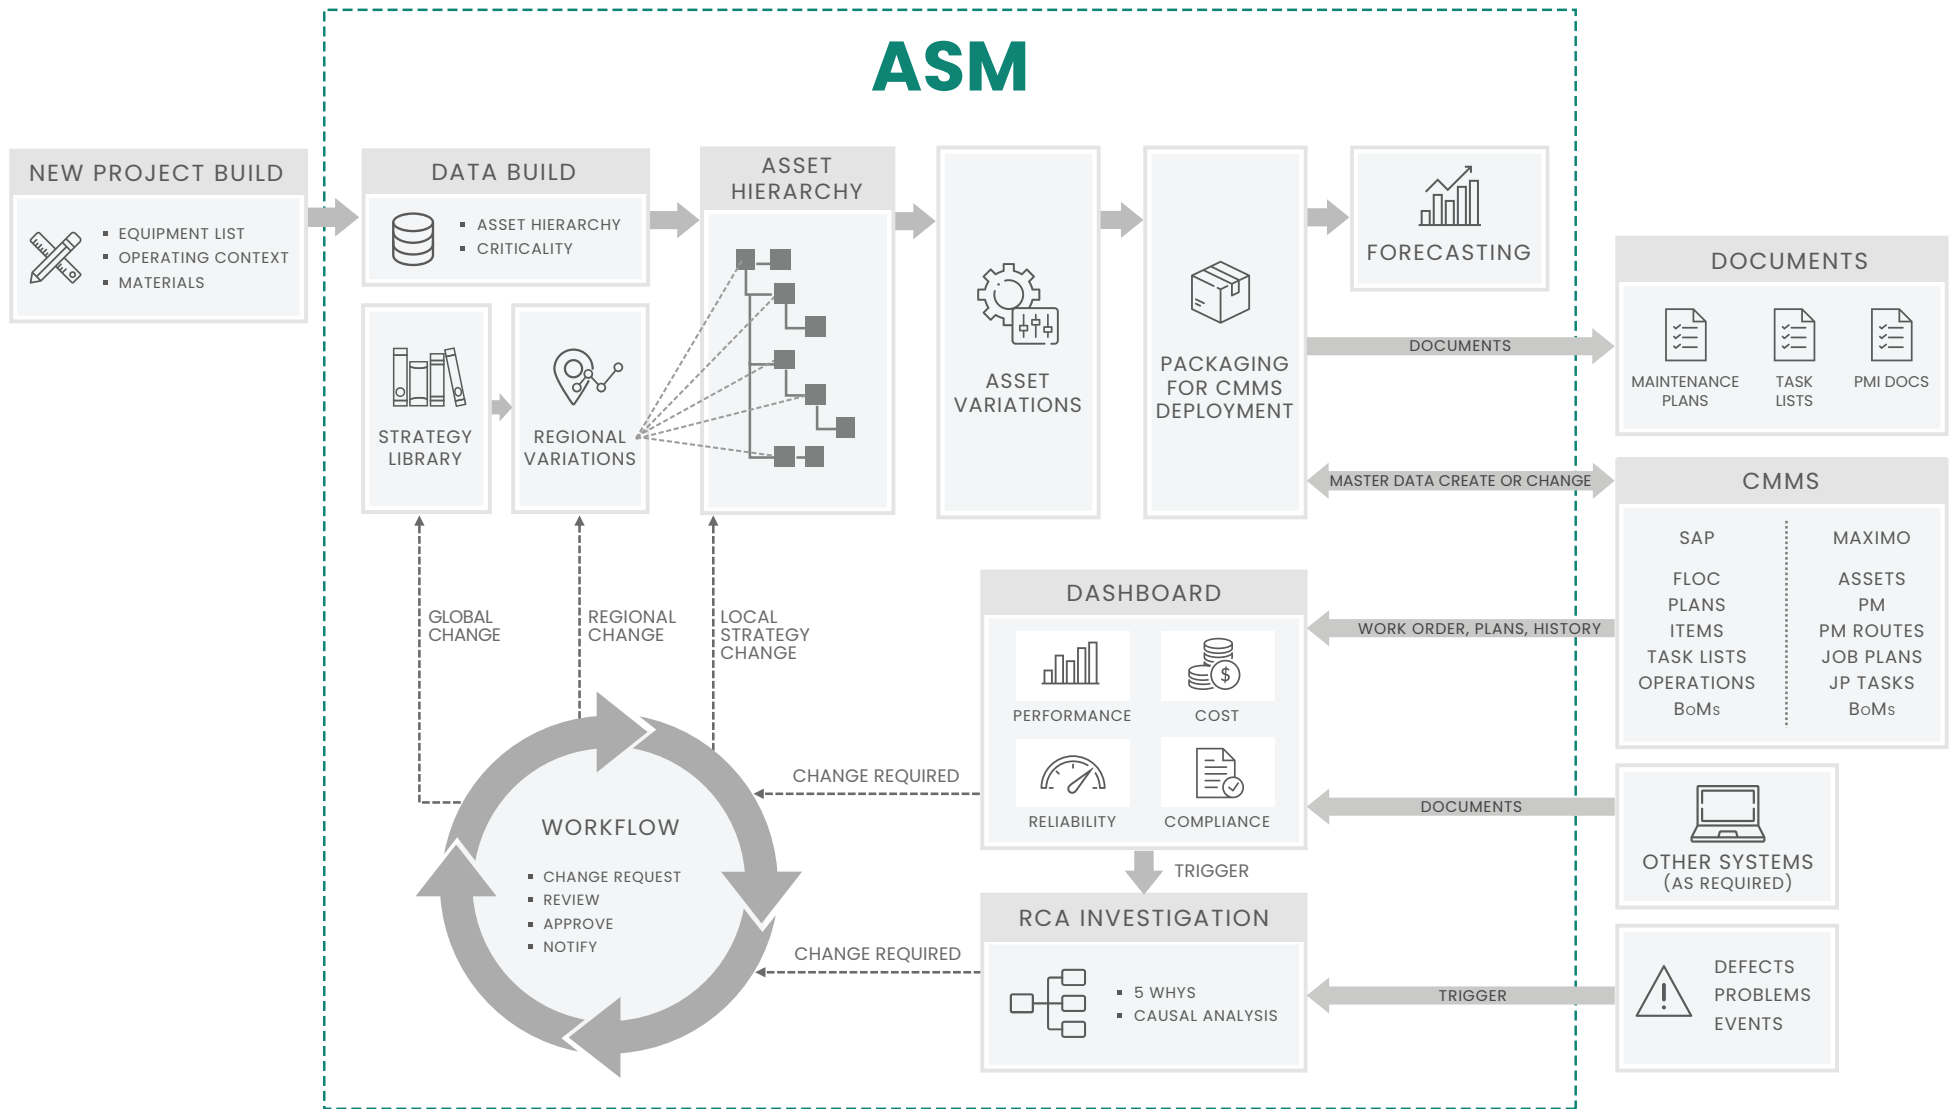 ASM
NEW PROJECT BUILD
EQUIPMENT LIST
OPERATING CONTEXT
MATERIALS
DATA BUILD
ASSET HIERARCHY
CRITICALITY
STRATEGY
LIBRARY
REGIONAL
VARIATIONS
ASSET
HIERARCHY
ASSET
VARIATIONS
PACKAGING
FOR CMMS
DEPLOYMENT
FORECASTING
DOCUMENTS
DOCUMENTS
MAINTENANCE
PLANS
TASK
LISTS
PMI DOCS
MASTER DATA CREATE OR CHANGE
CMMS
SAP
FLOC
PLANS
ITEMS
TASK LISTS
OPERATIONS
BoMs
MAXIMO
ASSETS
PM
PM ROUTES
JOB PLANS
JP TASKS
BoMs
GLOBAL
CHANGE
REGIONAL
CHANGE
LOCAL
STRATEGY
CHANGE
DASHBOARD
PERFORMANCE
$
COST
RELIABILITY
COMPLIANCE
WORK ORDER, PLANS, HISTORY
CHANGE REQUIRED
WORKFLOW
CHANGE REQUEST
REVIEW
APPROVE
NOTIFY
DOCUMENTS
OTHER SYSTEMS
(AS REQUIRED)
TRIGGER
RCA INVESTIGATION
5 WHYS
CAUSAL ANALYSIS
CHANGE REQUIRED
TRIGGER
DEFECTS
PROBLEMS
EVENTS